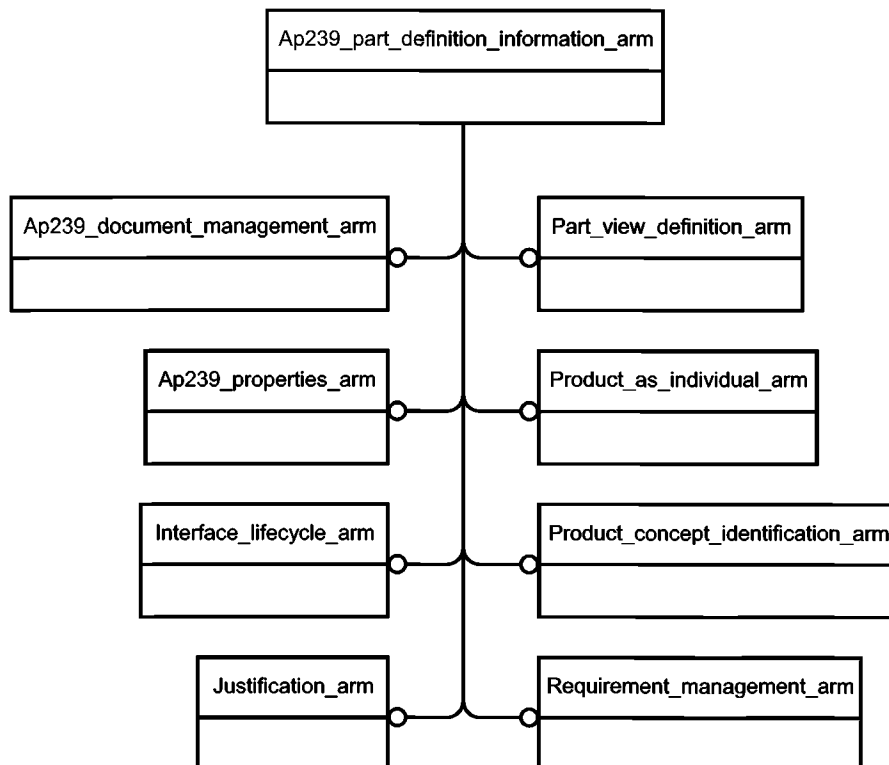 Ap239_part_definition_information_arm
Ap239_document_management_arm
Part_view_definition_arm
Ap239_properties_arm
Product_as_individual_arm
Interface_lifecycle_arm
Product_concept_identification_arm
Justification_arm
Requirement_management_arm